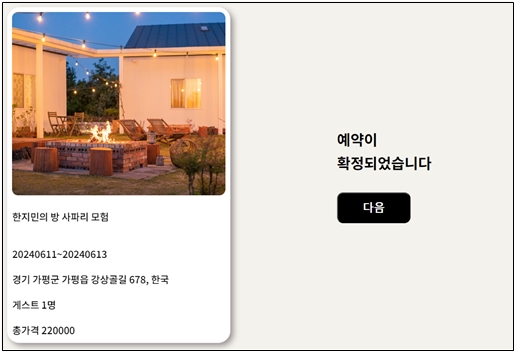 한지민의 방 사파리 모험
20240611~20240613
경기 가평군 가평읍 강상골길 678, 한국
게스트 1명
총가격 220000
예약이
확정되었습니다
다음